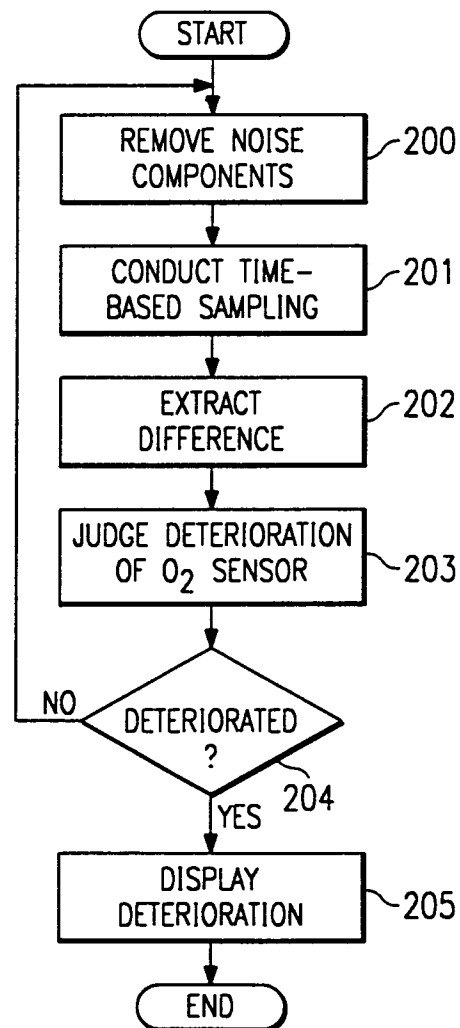 START
REMOVE NOISE
COMPONENTS
200
CONDUCT TIME-
BASED SAMPLING
201
EXTRACT
DIFFERENCE
202
JUDGE DETERIORATION
OF O2 SENSOR
203
NO
DETERIORATED
?
204
YES
DISPLAY
DETERIORATION
205
END